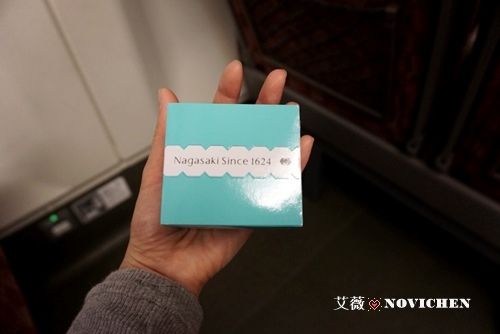 Nagasaki Since 1624
艾薇 NOVICHEN